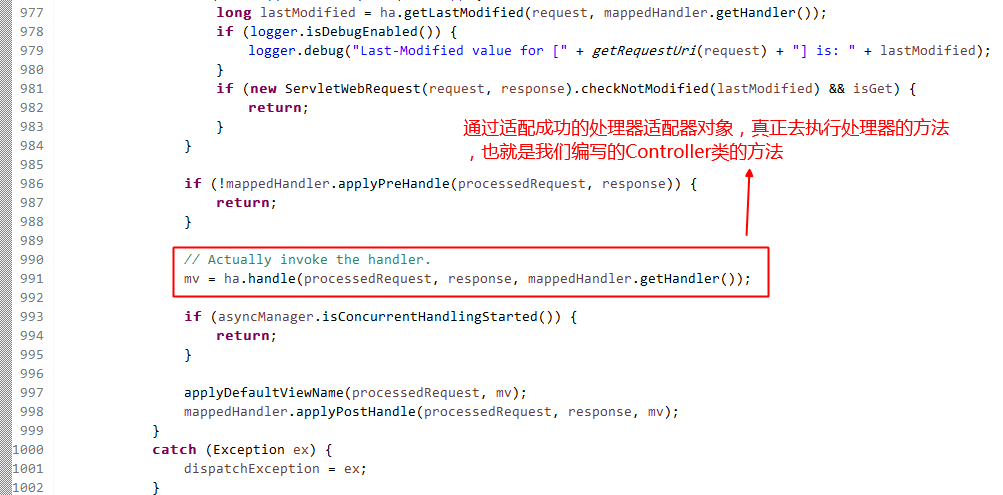 977 long lastModified = ha.getLastModified(request, mappedHandler.getHandler());
978 if (logger.isDebugEnabled()) {
979 logger.debug("Last-Modified value for [" + getRequestUri(request) + "] is: " + lastModified);
980 }
981 if (new ServletWebRequest(request, response).checkNotModified(lastModified) && isGet) {
982 return;
983 }
通过适配成功的处理器适配器对象，真正去执行处理器的方法
984 }
，也就是我们编写的Controller类的方法
985
986 if (!mappedHandler.applyPreHandle(processedRequest, response)) {
987 return;
988 }
989
990 // Actually invoke the handler.
991 mv = ha.handle(processedRequest, response, mappedHandler.getHandler());
992
993 if (asyncManager.isConcurrentHandlingStarted()) {
994 return;
995 }
996
997 applyDefaultViewName(processedRequest, mv);
998 mappedHandler.applyPostHandle(processedRequest, response, mv);
999 }
1000 catch (Exception ex) {
1001 dispatchException = ex;
1002 }